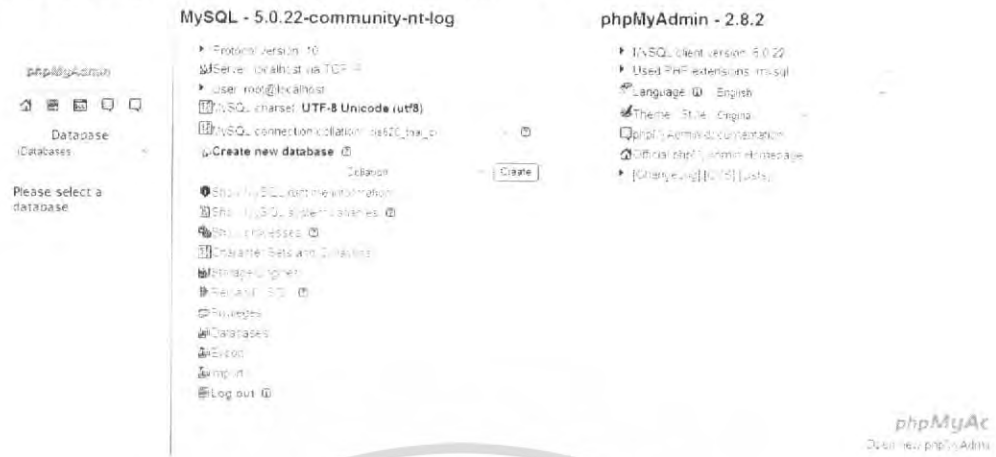 phpMyAdmin
Database
(Databases
Please select a
database
MySQL - 5.0.22-community-nt-log
Protocol version: 10
Server: localhost via TCP
User: root@localhost
MySQL charset: UTF-8 Unicode (utf8)
MySQL connection collation:
Create new database
Collation
Create
Show MySQL runtime information
Show MySQL system variables
Show processes
Character Sets and Collations
Storage Engines
Privileges
Databases
Export
Import
Log out
phpMyAdmin - 2.8.2
MySQL client version: 5.0.22
Used PHP extensions: mysql
Language English
Theme / Style: Original
phpMyAdmin documentation
Official phpMyAdmin Homepage
[ChangeLog] [CVS] [Lists]
phpMyAd
Open new phpMyAdmin